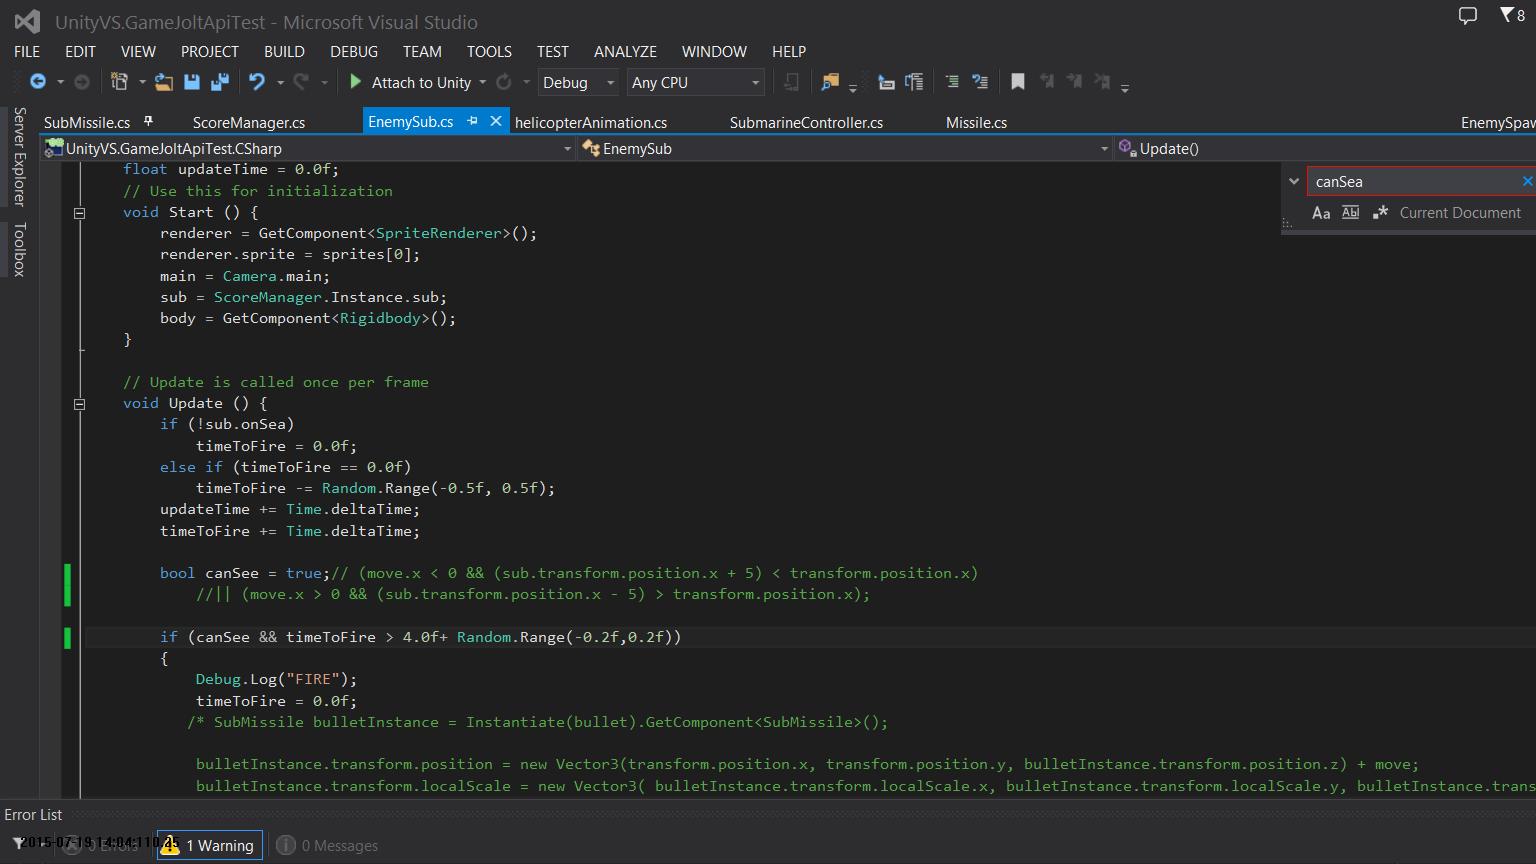 UnityVS.GameJoltApiTest - Microsoft Visual Studio
8
FILE EDIT VIEW PROJECT BUILD DEBUG TEAM TOOLS TEST ANALYZE WINDOW HELP
Attach to Unity Debug Any CPU
Server Explorer
Toolbox
SubMissile.cs ScoreManager.cs EnemySub.cs helicopterAnimation.cs SubmarineController.cs Missile.cs EnemySpaw
UnityVS.GameJoltApiTest.CSharp EnemySub Update()
canSea
Aa Abl .* Current Document
float updateTime = 0.0f;
// Use this for initialization
void Start () {
renderer = GetComponent<SpriteRenderer>();
renderer.sprite = sprites[0];
main = Camera.main;
sub = ScoreManager.Instance.sub;
body = GetComponent<Rigidbody>();
}
// Update is called once per frame
void Update () {
if (!sub.onSea)
timeToFire = 0.0f;
else if (timeToFire == 0.0f)
timeToFire -= Random.Range(-0.5f, 0.5f);
updateTime += Time.deltaTime;
timeToFire += Time.deltaTime;
bool canSee = true;// (move.x < 0 && (sub.transform.position.x + 5) < transform.position.x)
//|| (move.x > 0 && (sub.transform.position.x - 5) > transform.position.x);
if (canSee && timeToFire > 4.0f+ Random.Range(-0.2f,0.2f))
{
Debug.Log("FIRE");
timeToFire = 0.0f;
/* SubMissile bulletInstance = Instantiate(bullet).GetComponent<SubMissile>();
bulletInstance.transform.position = new Vector3(transform.position.x, transform.position.y, bulletInstance.transform.position.z) + move;
bulletInstance.transform.localScale = new Vector3( bulletInstance.transform.localScale.x, bulletInstance.transform.localScale.y, bulletInstance.trans
Error List
0 Errors 1 Warning 0 Messages